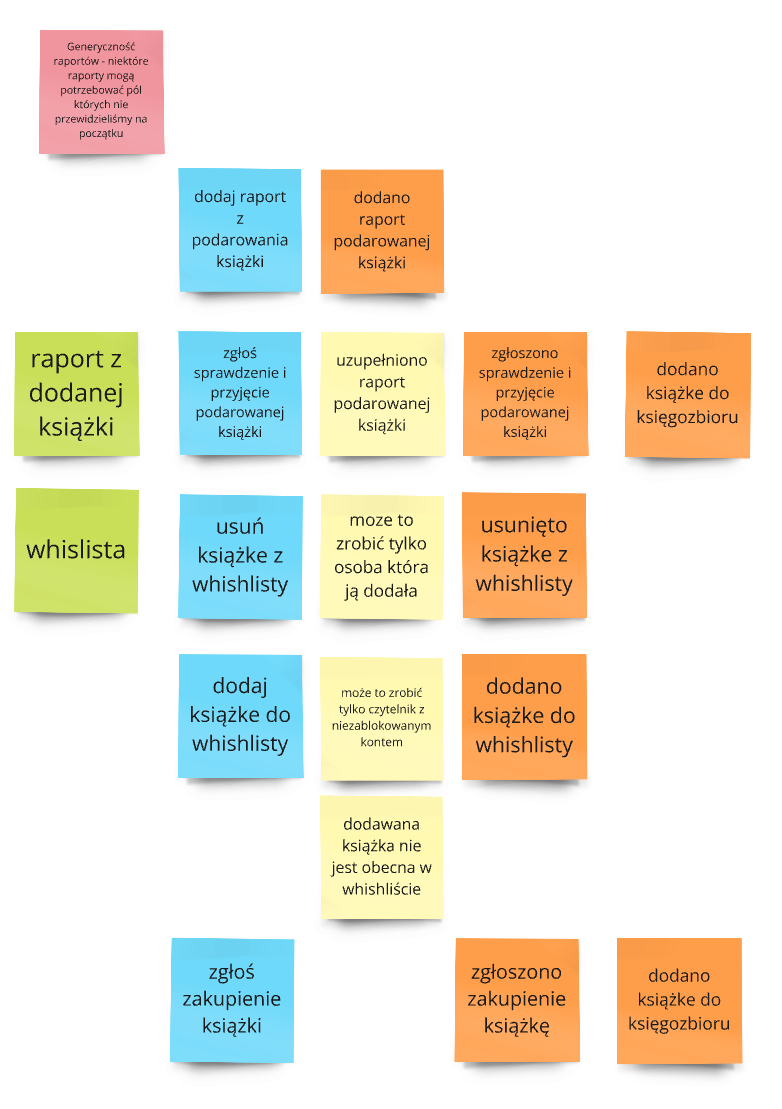 Generyczność
raportów - niektóre
raporty mogą
potrzebować pól
których nie
przewidzieliśmy na
początku
dodaj raport
z
podarowania
książki
dodano
raport
podarowanej
książki
raport z
dodanej
książki
zgłoś
sprawdzenie i
przyjęcie
podarowanej
książki
uzupełniono
raport
podarowanej
książki
zgłoszono
sprawdzenie i
przyjęcie
podarowanej
książki
dodano
książke do
księgozbioru
whislista
usuń
książke z
whishlisty
moze to
zrobić tylko
osoba która
ją dodała
usunięto
książke z
whishlisty
dodaj
książke do
whishlisty
może to zrobić
tylko czytelnik z
niezablokowanym
kontem
dodano
książke do
whishlisty
dodawana
książka nie
jest obecna w
whishliście
zgłoś
zakupienie
książki
zgłoszono
zakupienie
książkę
dodano
książke do
księgozbioru